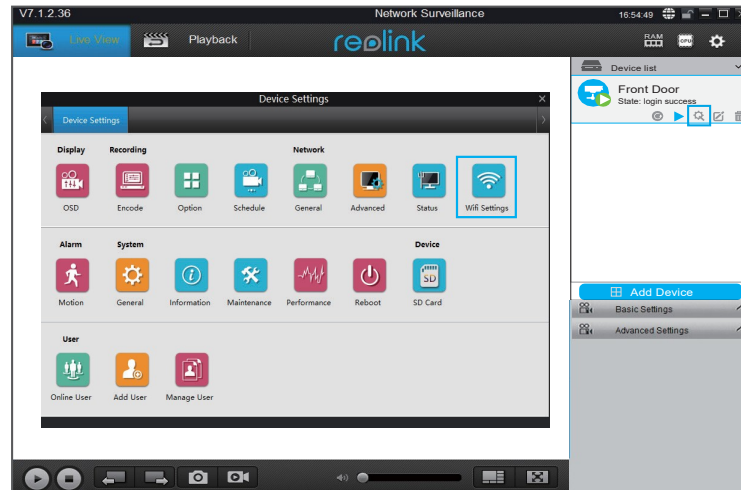 V7.1.2.36
Network Surveillance
16:54:49
Live View
Playback
reolink
RAM
CPU
Device list
Front Door
State: login success
Device Settings
Device Settings
Display Recording Network
OSD Encode Option Schedule General Advanced Status Wifi Settings
Alarm System Device
SD
Motion General Information Maintenance Performance Reboot SD Card
User
Online User Add User Manage User
Add Device
Basic Settings
Advanced Settings